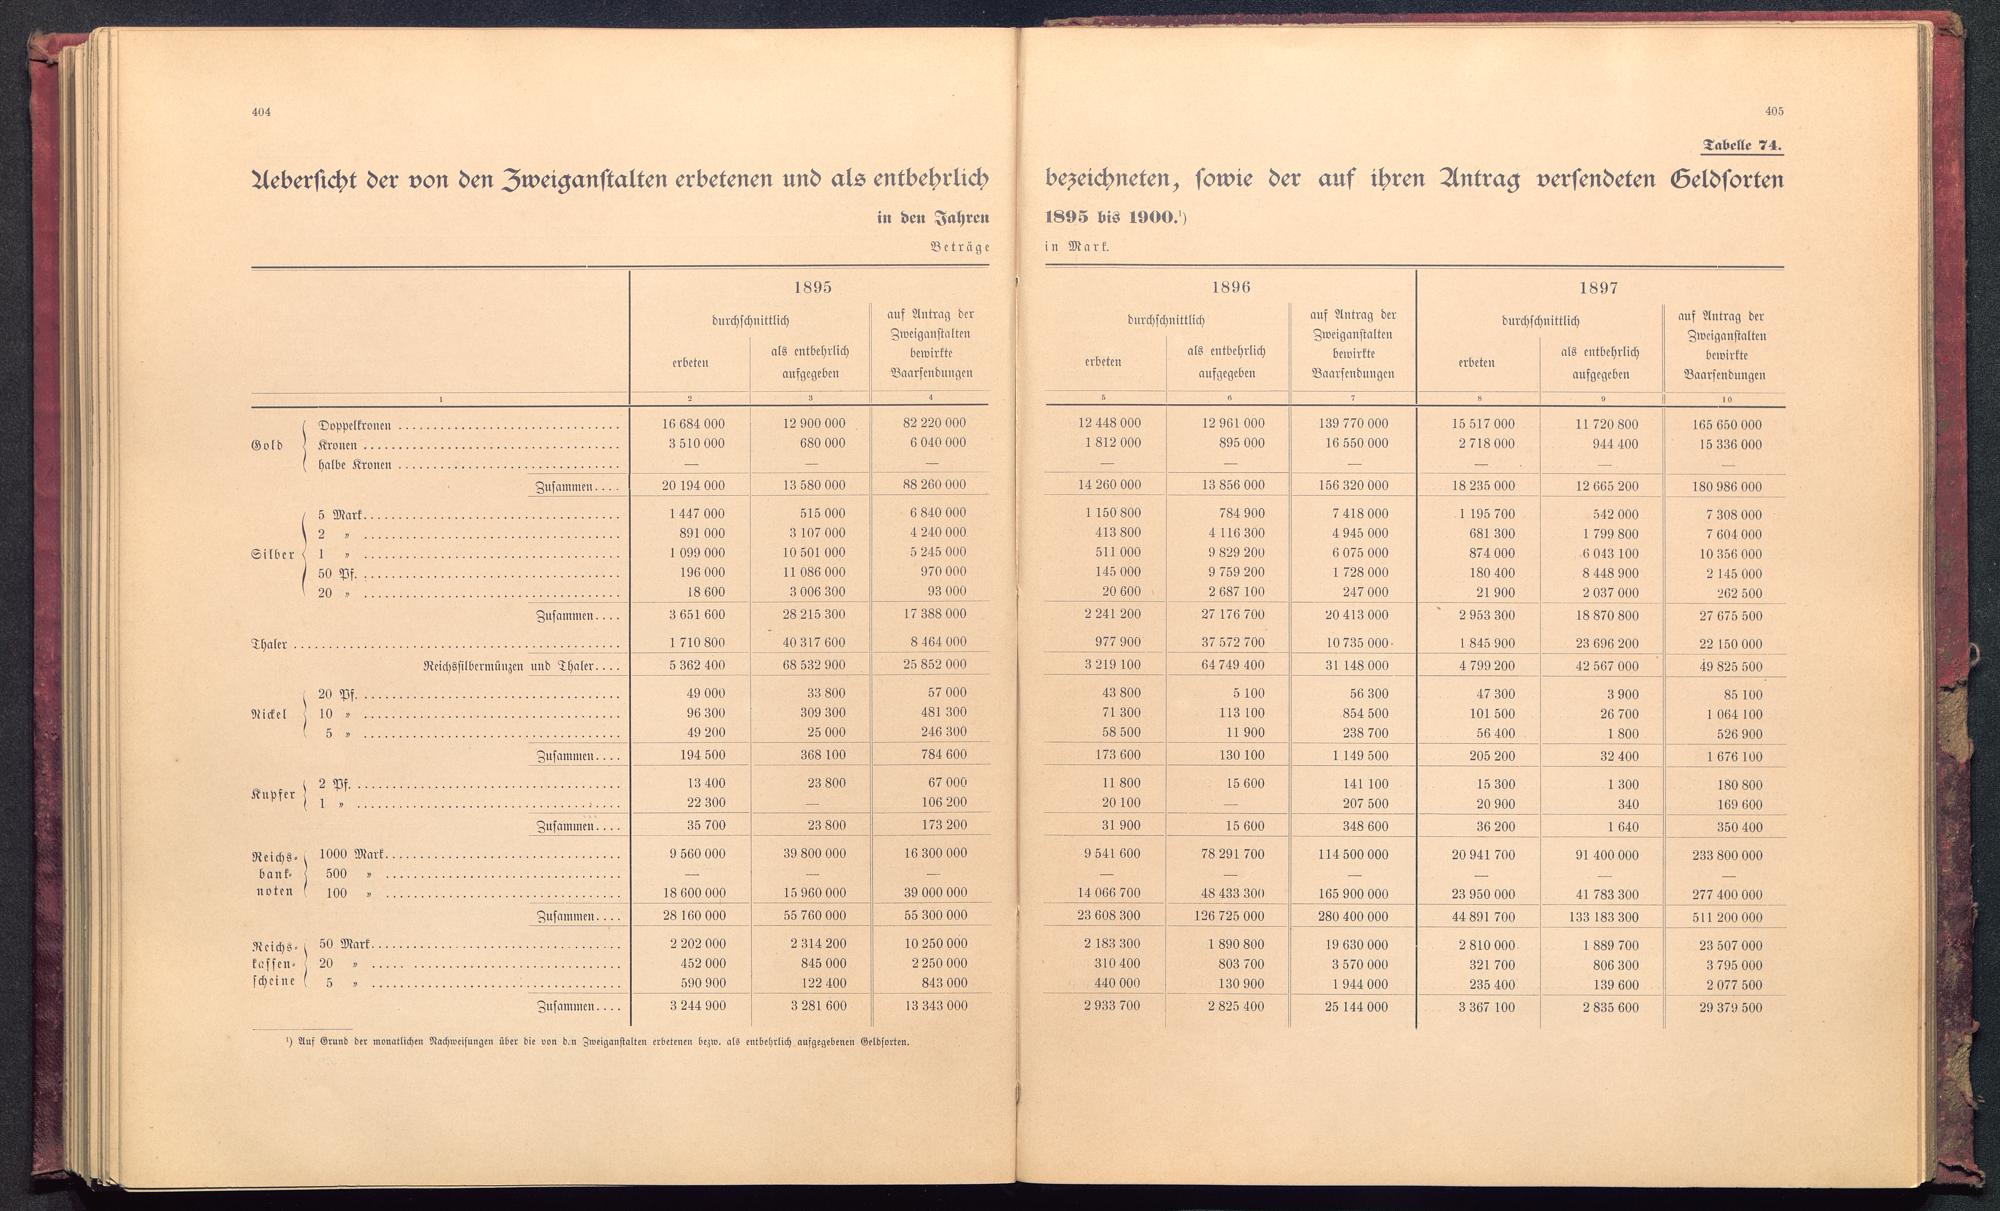 404
405
Tabelle 74.
Uebersicht der von den Zweiganstalten erbetenen und als entbehrlich bezeichneten, sowie der auf ihren Antrag versendeten Geldsorten
in den Jahren 1895 bis 1900.¹)
Beträge in Mark.
1895 1896 1897
durchschnittlich auf Antrag der Zweiganstalten bewirkte Baarsendungen durchschnittlich auf Antrag der Zweiganstalten bewirkte Baarsendungen durchschnittlich auf Antrag der Zweiganstalten bewirkte Baarsendungen
erbeten als entbehrlich aufgegeben erbeten als entbehrlich aufgegeben erbeten als entbehrlich aufgegeben
1 2 3 4 5 6 7 8 9 10
Gold
Doppelkronen 16 684 000 12 900 000 82 220 000 12 448 000 12 961 000 139 770 000 15 517 000 11 720 800 165 650 000
Kronen 3 510 000 680 000 6 040 000 1 812 000 895 000 16 550 000 2 718 000 944 400 15 336 000
halbe Kronen — — — — — — — — —
Zusammen.... 20 194 000 13 580 000 88 260 000 14 260 000 13 856 000 156 320 000 18 235 000 12 665 200 180 986 000
Silber
5 Mark 1 447 000 515 000 6 840 000 1 150 800 784 900 7 418 000 1 195 700 542 000 7 308 000
2 " 891 000 3 107 000 4 240 000 413 800 4 116 300 4 945 000 681 300 1 799 800 7 604 000
1 " 1 099 000 10 501 000 5 245 000 511 000 9 829 200 6 075 000 874 000 6 043 100 10 356 000
50 Pf. 196 000 11 086 000 970 000 145 000 9 759 200 1 728 000 180 400 8 448 900 2 145 000
20 " 18 600 3 006 300 93 000 20 600 2 687 100 247 000 21 900 2 037 000 262 500
Zusammen.... 3 651 600 28 215 300 17 388 000 2 241 200 27 176 700 20 413 000 2 953 300 18 870 800 27 675 500
Thaler 1 710 800 40 317 600 8 464 000 977 900 37 572 700 10 735 000 1 845 900 23 696 200 22 150 000
Reichssilbermünzen und Thaler.... 5 362 400 68 532 900 25 852 000 3 219 100 64 749 400 31 148 000 4 799 200 42 567 000 49 825 500
Nickel
20 Pf. 49 000 33 800 57 000 43 800 5 100 56 300 47 300 3 900 85 100
10 " 96 300 309 300 481 300 71 300 113 100 854 500 101 500 26 700 1 064 100
5 " 49 200 25 000 246 300 58 500 11 900 238 700 56 400 1 800 526 900
Zusammen.... 194 500 368 100 784 600 173 600 130 100 1 149 500 205 200 32 400 1 676 100
Kupfer
2 Pf. 13 400 23 800 67 000 11 800 15 600 141 100 15 300 1 300 180 800
1 " 22 300 — 106 200 20 100 — 207 500 20 900 340 169 600
Zusammen.... 35 700 23 800 173 200 31 900 15 600 348 600 36 200 1 640 350 400
Reichs-
bank-
noten
1000 Mark 9 560 000 39 800 000 16 300 000 9 541 600 78 291 700 114 500 000 20 941 700 91 400 000 233 800 000
500 " — — — — — — — — —
100 " 18 600 000 15 960 000 39 000 000 14 066 700 48 433 300 165 900 000 23 950 000 41 783 300 277 400 000
Zusammen.... 28 160 000 55 760 000 55 300 000 23 608 300 126 725 000 280 400 000 44 891 700 133 183 300 511 200 000
Reichs-
kassen-
scheine
50 Mark 2 202 000 2 314 200 10 250 000 2 183 300 1 890 800 19 630 000 2 810 000 1 889 700 23 507 000
20 " 452 000 845 000 2 250 000 310 400 803 700 3 570 000 321 700 806 300 3 795 000
5 " 590 900 122 400 843 000 440 000 130 900 1 944 000 235 400 139 600 2 077 500
Zusammen.... 3 244 900 3 281 600 13 343 000 2 933 700 2 825 400 25 144 000 3 367 100 2 835 600 29 379 500
¹) Auf Grund der monatlichen Nachweisungen über die von den Zweiganstalten erbetenen bezw. als entbehrlich aufgegebenen Geldsorten.